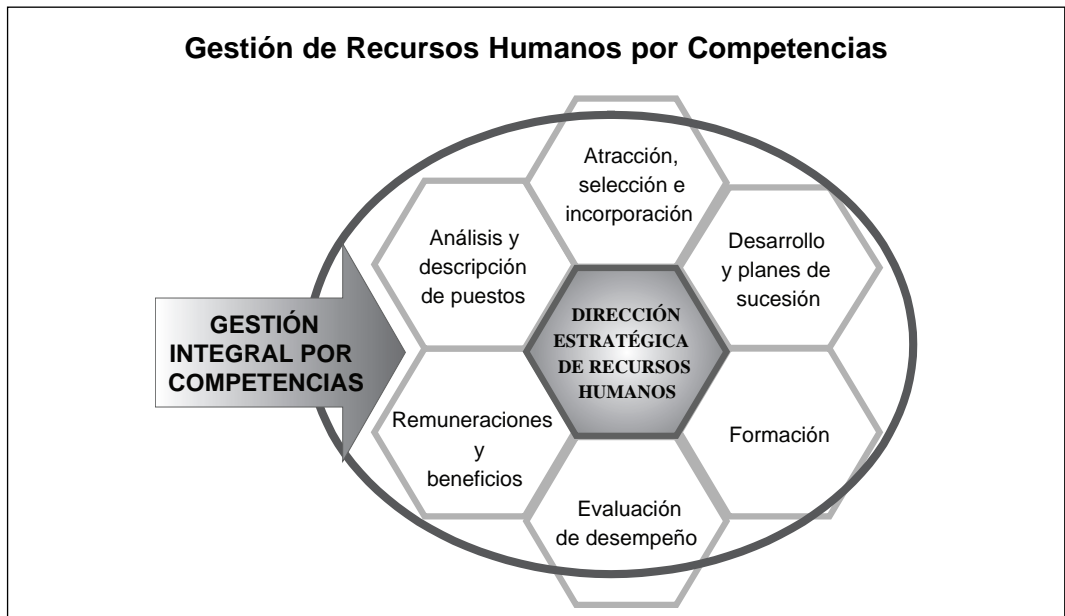 Gestión de Recursos Humanos por Competencias
Atracción,
selección e
incorporación
Análisis y
descripción
de puestos
Desarrollo
y planes de
sucesión
DIRECCIÓN
ESTRATÉGICA
DE RECURSOS
HUMANOS
GESTIÓN
INTEGRAL POR
COMPETENCIAS
Remuneraciones
y
beneficios
Formación
Evaluación
de desempeño